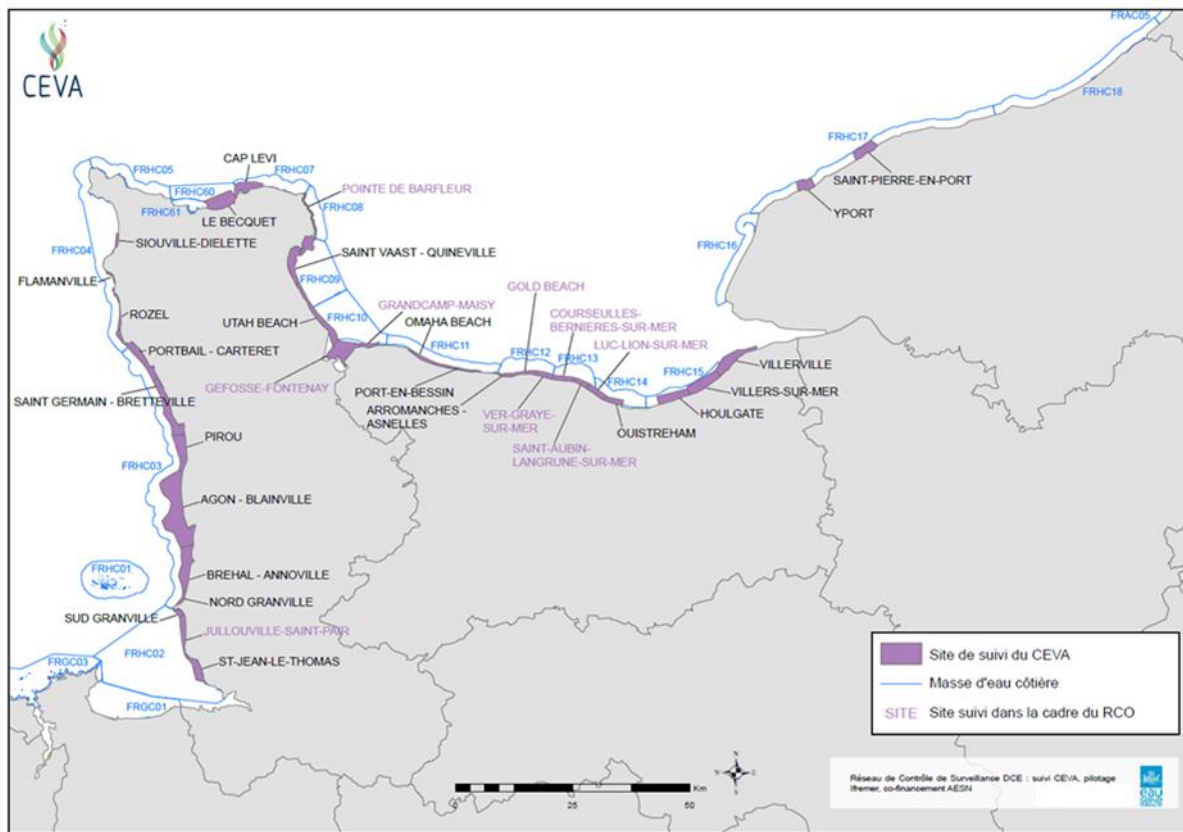 CEVA
FRAC05
FRHC18
FRHC17
SAINT-PIERRE-EN-PORT
YPORT
FRHC16
CAP LEVI
FRHC05
FRHC07
FRHC60
POINTE DE BARFLEUR
FRHC61
FRHC08
LE BECQUET
SIOUVILLE-DIELETTE
FRHC04
SAINT VAAST - QUINEVILLE
FLAMANVILLE
FRHC09
GOLD BEACH
GRANDCAMP-MAISY
ROZEL
UTAH BEACH
FRHC10
OMAHA BEACH
COURSEULLES-
BERNIERES-SUR-MER
FRHC11
LUC-LION-SUR-MER
PORTBAIL - CARTERET
FRHC12
FRHC13
VILLERVILLE
GEFOSSE-FONTENAY
FRHC14
FRHC15
PORT-EN-BESSIN
VILLERS-SUR-MER
SAINT GERMAIN - BRETTEVILLE
ARROMANCHES -
ASNELLES
VER-GRAYE-
SUR-MER
HOULGATE
OUISTREHAM
PIROU
SAINT-AUBIN-
LANGRUNE-SUR-MER
FRHC03
AGON - BLAINVILLE
FRHC01
BREHAL - ANNOVILLE
NORD GRANVILLE
SUD GRANVILLE
JULLOUVILLE-SAINT-PAIR
FRHC02
FRGC03
ST-JEAN-LE-THOMAS
FRGC01
Site de suivi du CEVA
Masse d'eau côtière
SITE Site suivi dans la cadre du RCO
N
W E
S
Km
0 25 50
Réseau de Contrôle de Surveillance DCE : suivi CEVA, pilotage
Ifremer, co-financement AESN
eau